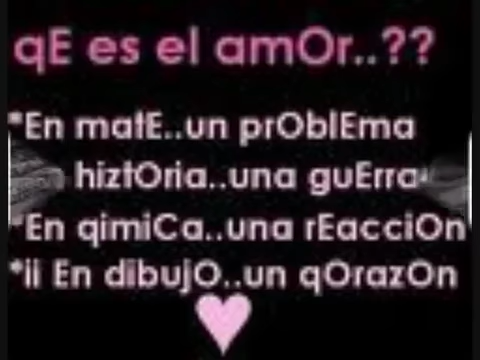 qE es el amOr..??
*En matE..un prOblEma
hiztOria..una guErra
*En qimiCa..una rEacciOn
*ii En dibujO..un qOrazOn